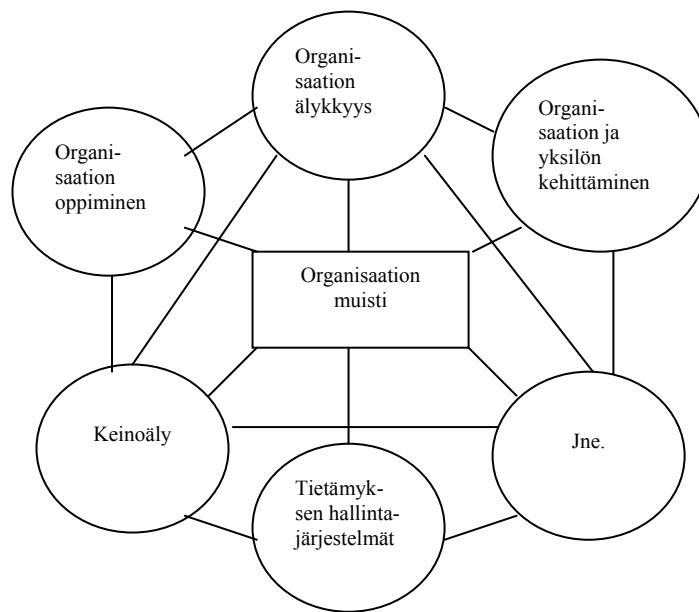 Organi-
saation
älykkyys
Organi-
saation ja
yksilön
kehittäminen
Organi-
saation
oppiminen
Organisaation
muisti
Keinoäly
Jne.
Tietämyk-
sen hallinta-
järjestelmät